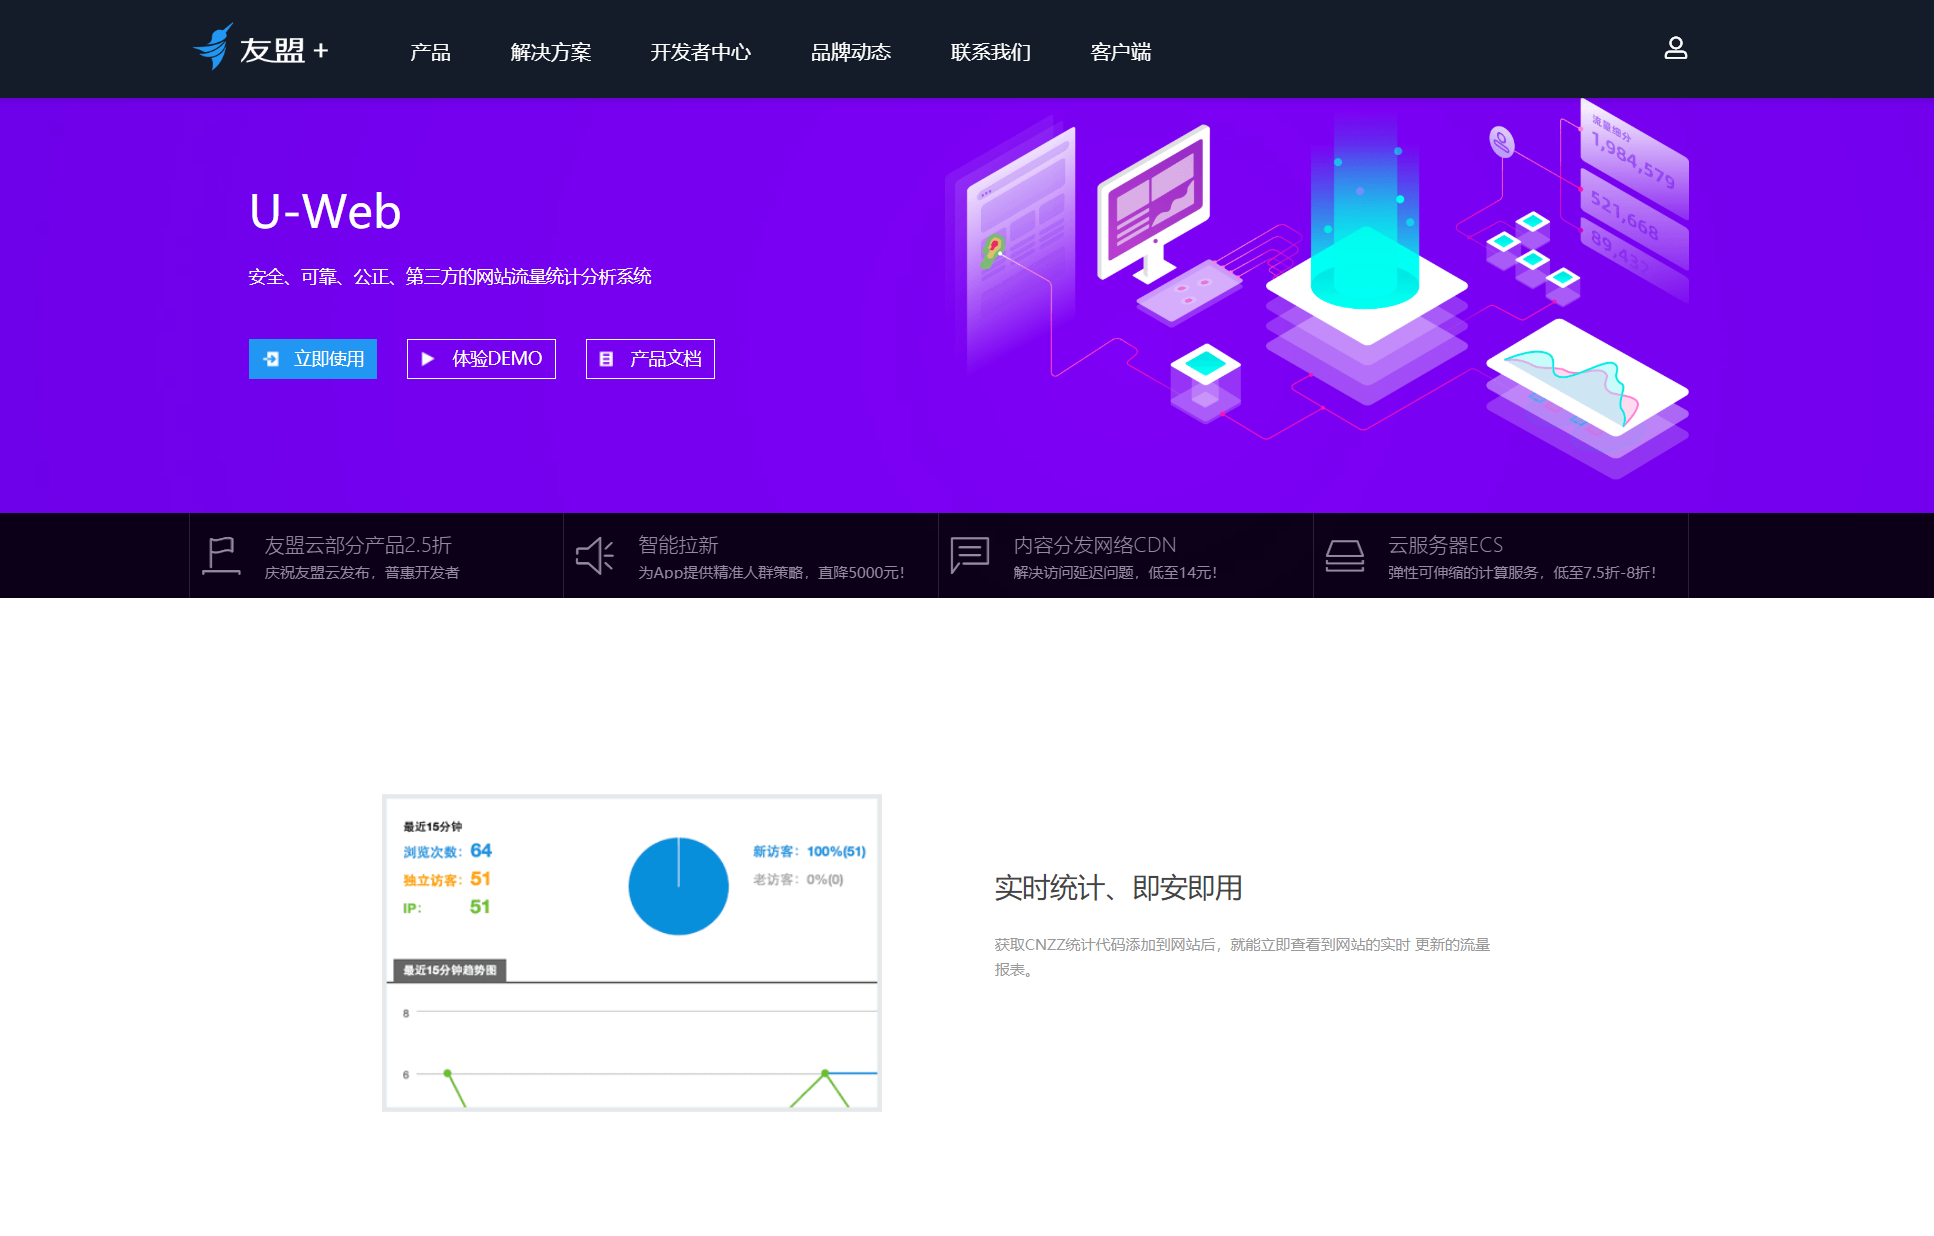 友盟+
产品 解决方案 开发者中心 品牌动态 联系我们 客户端
流量细分
1,984,579
521,668
89,432
U-Web
安全、可靠、公正、第三方的网站流量统计分析系统
立即使用 体验DEMO 产品文档
友盟云部分产品2.5折
庆祝友盟云发布，普惠开发者
智能拉新
为App提供精准人群策略，直降5000元！
内容分发网络CDN
解决访问延迟问题，低至14元！
云服务器ECS
弹性可伸缩的计算服务，低至7.5折-8折！
最近15分钟
浏览次数：64
独立访客：51
IP： 51
新访客：100%(51)
老访客：0%(0)
最近15分钟趋势图
8
6
实时统计、即安即用
获取CNZZ统计代码添加到网站后，就能立即查看到网站的实时 更新的流量
报表。